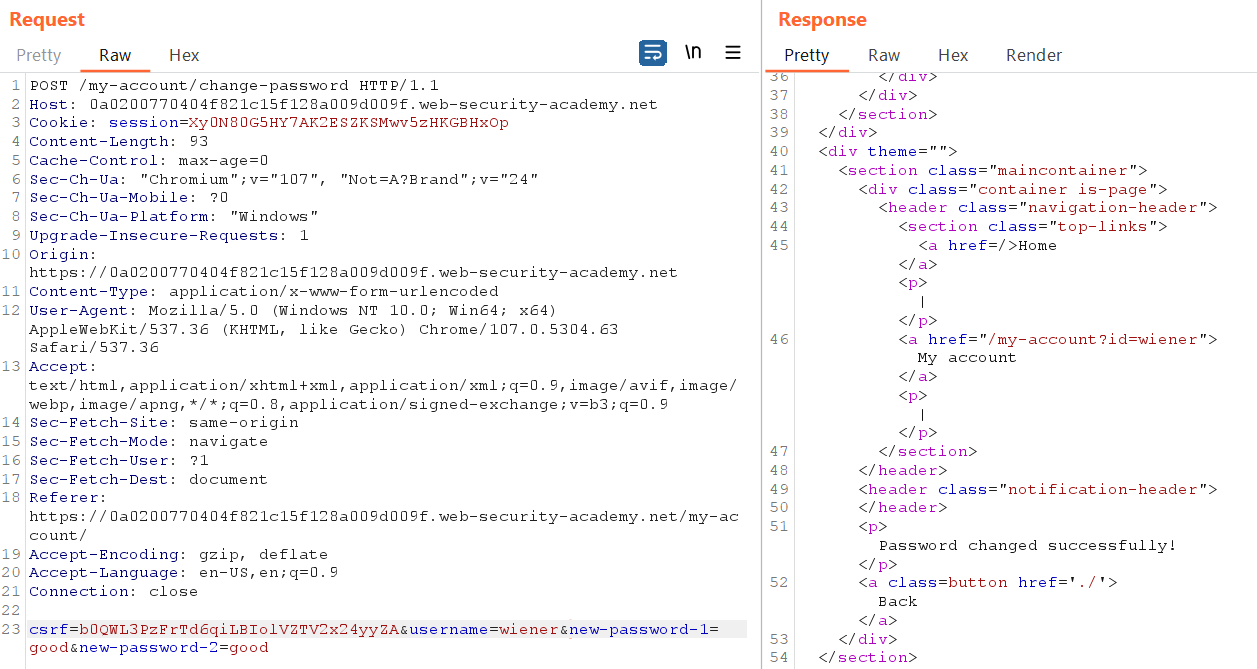 Request
Pretty Raw Hex
\n
1 POST /my-account/change-password HTTP/1.1
2 Host: 0a0200770404f821c15f128a009d009f.web-security-academy.net
3 Cookie: session=Xy0N80G5HY7AK2ESZKSMwv5zHKGBHxOp
4 Content-Length: 93
5 Cache-Control: max-age=0
6 Sec-Ch-Ua: "Chromium";v="107", "Not=A?Brand";v="24"
7 Sec-Ch-Ua-Mobile: ?0
8 Sec-Ch-Ua-Platform: "Windows"
9 Upgrade-Insecure-Requests: 1
10 Origin:
https://0a0200770404f821c15f128a009d009f.web-security-academy.net
11 Content-Type: application/x-www-form-urlencoded
12 User-Agent: Mozilla/5.0 (Windows NT 10.0; Win64; x64)
AppleWebKit/537.36 (KHTML, like Gecko) Chrome/107.0.5304.63
Safari/537.36
13 Accept:
text/html,application/xhtml+xml,application/xml;q=0.9,image/avif,image/
webp,image/apng,*/*;q=0.8,application/signed-exchange;v=b3;q=0.9
14 Sec-Fetch-Site: same-origin
15 Sec-Fetch-Mode: navigate
16 Sec-Fetch-User: ?1
17 Sec-Fetch-Dest: document
18 Referer:
https://0a0200770404f821c15f128a009d009f.web-security-academy.net/my-ac
count/
19 Accept-Encoding: gzip, deflate
20 Accept-Language: en-US,en;q=0.9
21 Connection: close
22
23 csrf=b0QWL3PzFrTd6qiLBIolVZTV2x24yyZA&username=wiener&new-password-1=
good&new-password-2=good
Response
Pretty Raw Hex Render
36 </div>
37 </div>
38 </section>
39 </div>
40 <div theme="">
41 <section class="maincontainer">
42 <div class="container is-page">
43 <header class="navigation-header">
44 <section class="top-links">
45 <a href=/>Home
</a>
<p>
|
</p>
46 <a href="/my-account?id=wiener">
My account
</a>
<p>
|
</p>
47 </section>
48 </header>
49 <header class="notification-header">
50 </header>
51 <p>
Password changed successfully!
</p>
52 <a class=button href='./'>
Back
</a>
53 </div>
54 </section>